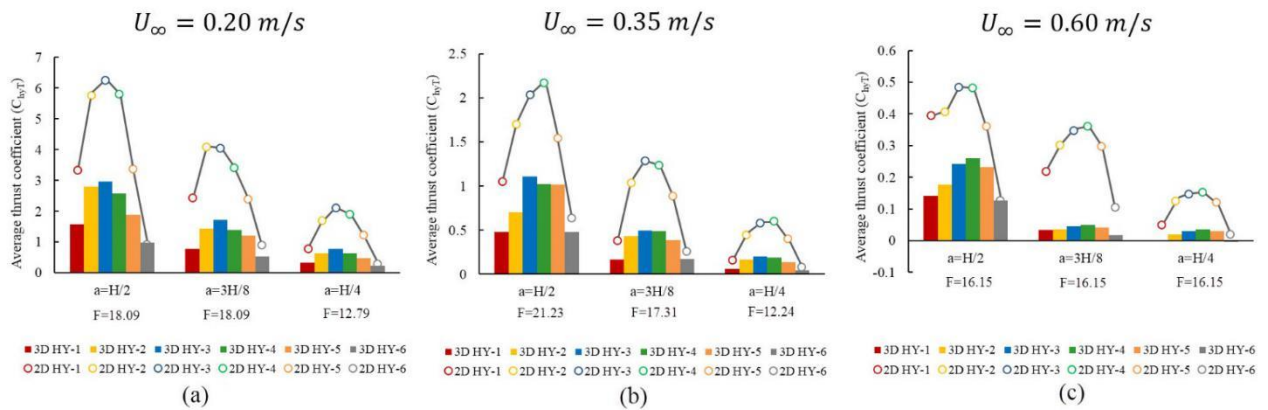 (a)
U∞ = 0.20 m/s
Average thrust coefficient (ChyT)
7
6
5
4
3
2
1
0
a=H/2
a=3H/8
a=H/4
F=18.09
F=18.09
F=12.79
3D HY-1 3D HY-2 3D HY-3 3D HY-4 3D HY-5 3D HY-6
2D HY-1 2D HY-2 2D HY-3 2D HY-4 2D HY-5 2D HY-6
(a)
(b)
U∞ = 0.35 m/s
Average thrust coefficient (ChyT)
2.5
2
1.5
1
0.5
0
a=H/2
a=3H/8
a=H/4
F=21.23
F=17.31
F=12.24
3D HY-1 3D HY-2 3D HY-3 3D HY-4 3D HY-5 3D HY-6
2D HY-1 2D HY-2 2D HY-3 2D HY-4 2D HY-5 2D HY-6
(b)
(c)
U∞ = 0.60 m/s
Average thrust coefficient (ChyT)
0.6
0.5
0.4
0.3
0.2
0.1
0
-0.1
a=H/2
a=3H/8
a=H/4
F=16.15
F=16.15
F=16.15
3D HY-1 3D HY-2 3D HY-3 3D HY-4 3D HY-5 3D HY-6
2D HY-1 2D HY-2 2D HY-3 2D HY-4 2D HY-5 2D HY-6
(c)